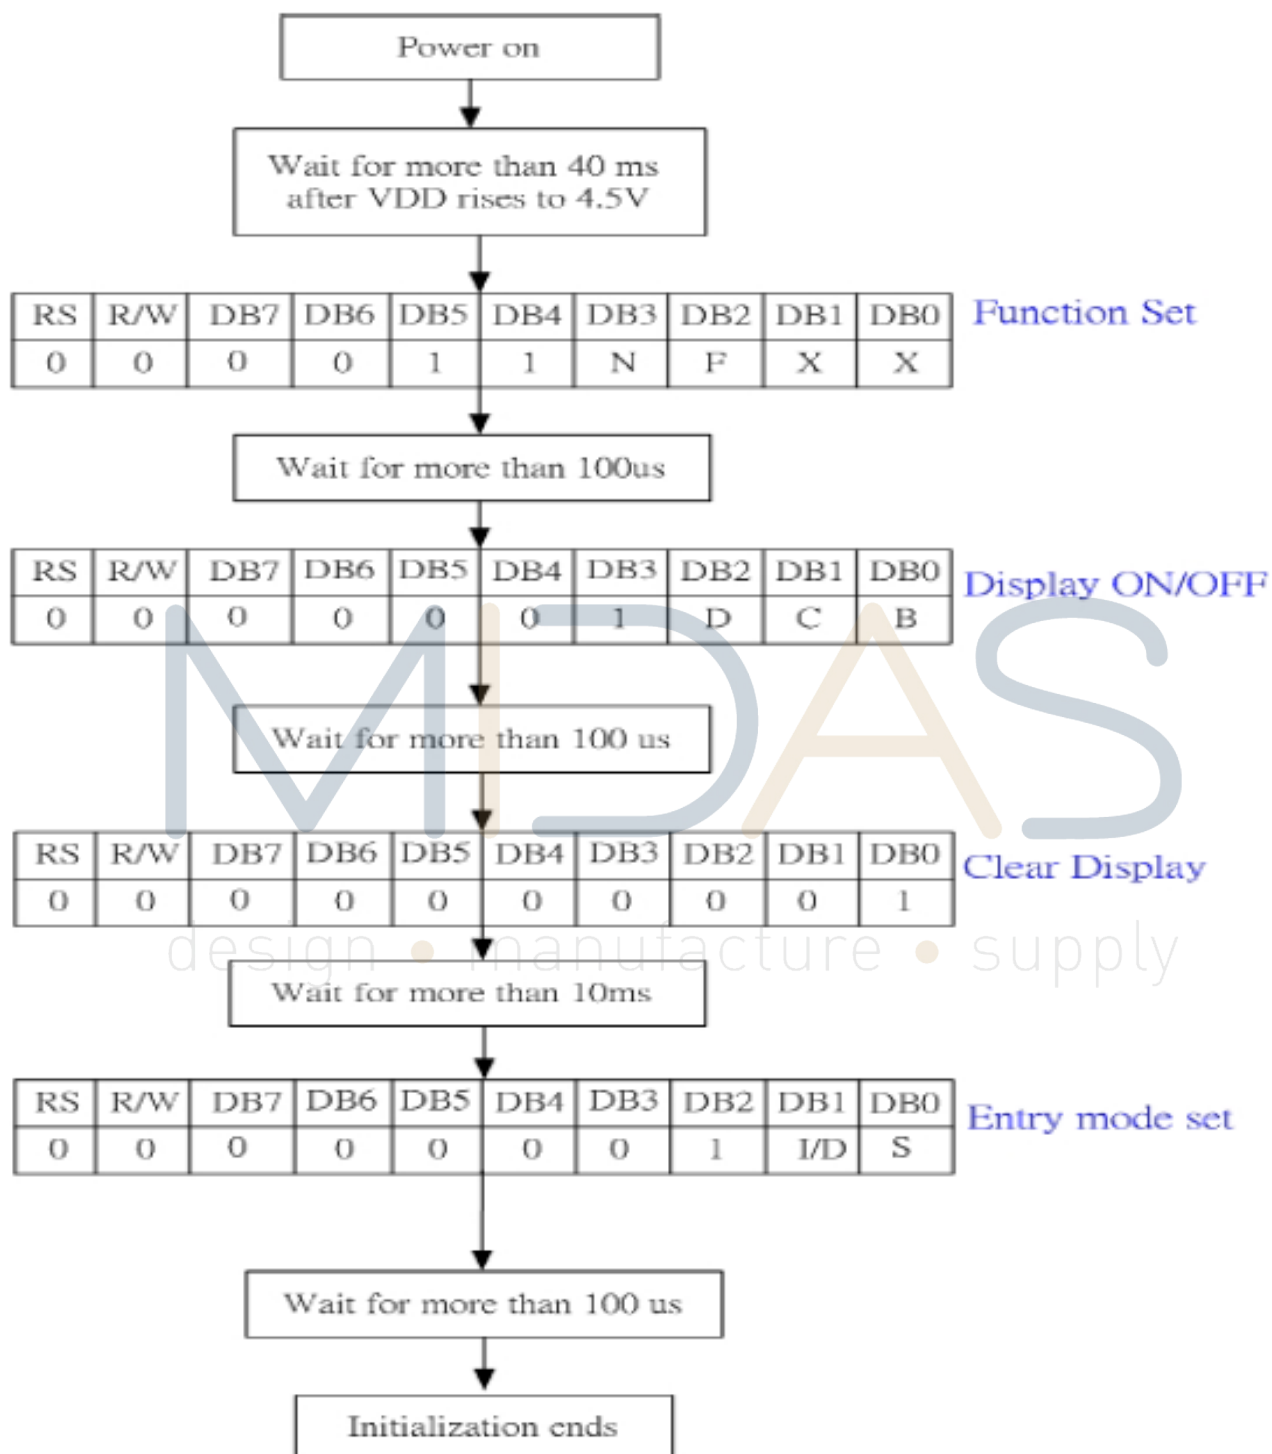 Power on
Wait for more than 40 ms
after VDD rises to 4.5V
RS R/W DB7 DB6 DB5 DB4 DB3 DB2 DB1 DB0
Function Set
0 0 0 0 1 1 N F X X
Wait for more than 100us
RS R/W DB7 DB6 DB5 DB4 DB3 DB2 DB1 DB0
Display ON/OFF
0 0 0 0 0 0 1 D C B
MIDAS
Wait for more than 100 us
RS R/W DB7 DB6 DB5 DB4 DB3 DB2 DB1 DB0
Clear Display
0 0 0 0 0 0 0 0 0 1
design • manufacture • supply
Wait for more than 10ms
RS R/W DB7 DB6 DB5 DB4 DB3 DB2 DB1 DB0
Entry mode set
0 0 0 0 0 0 0 1 I/D S
Wait for more than 100 us
Initialization ends